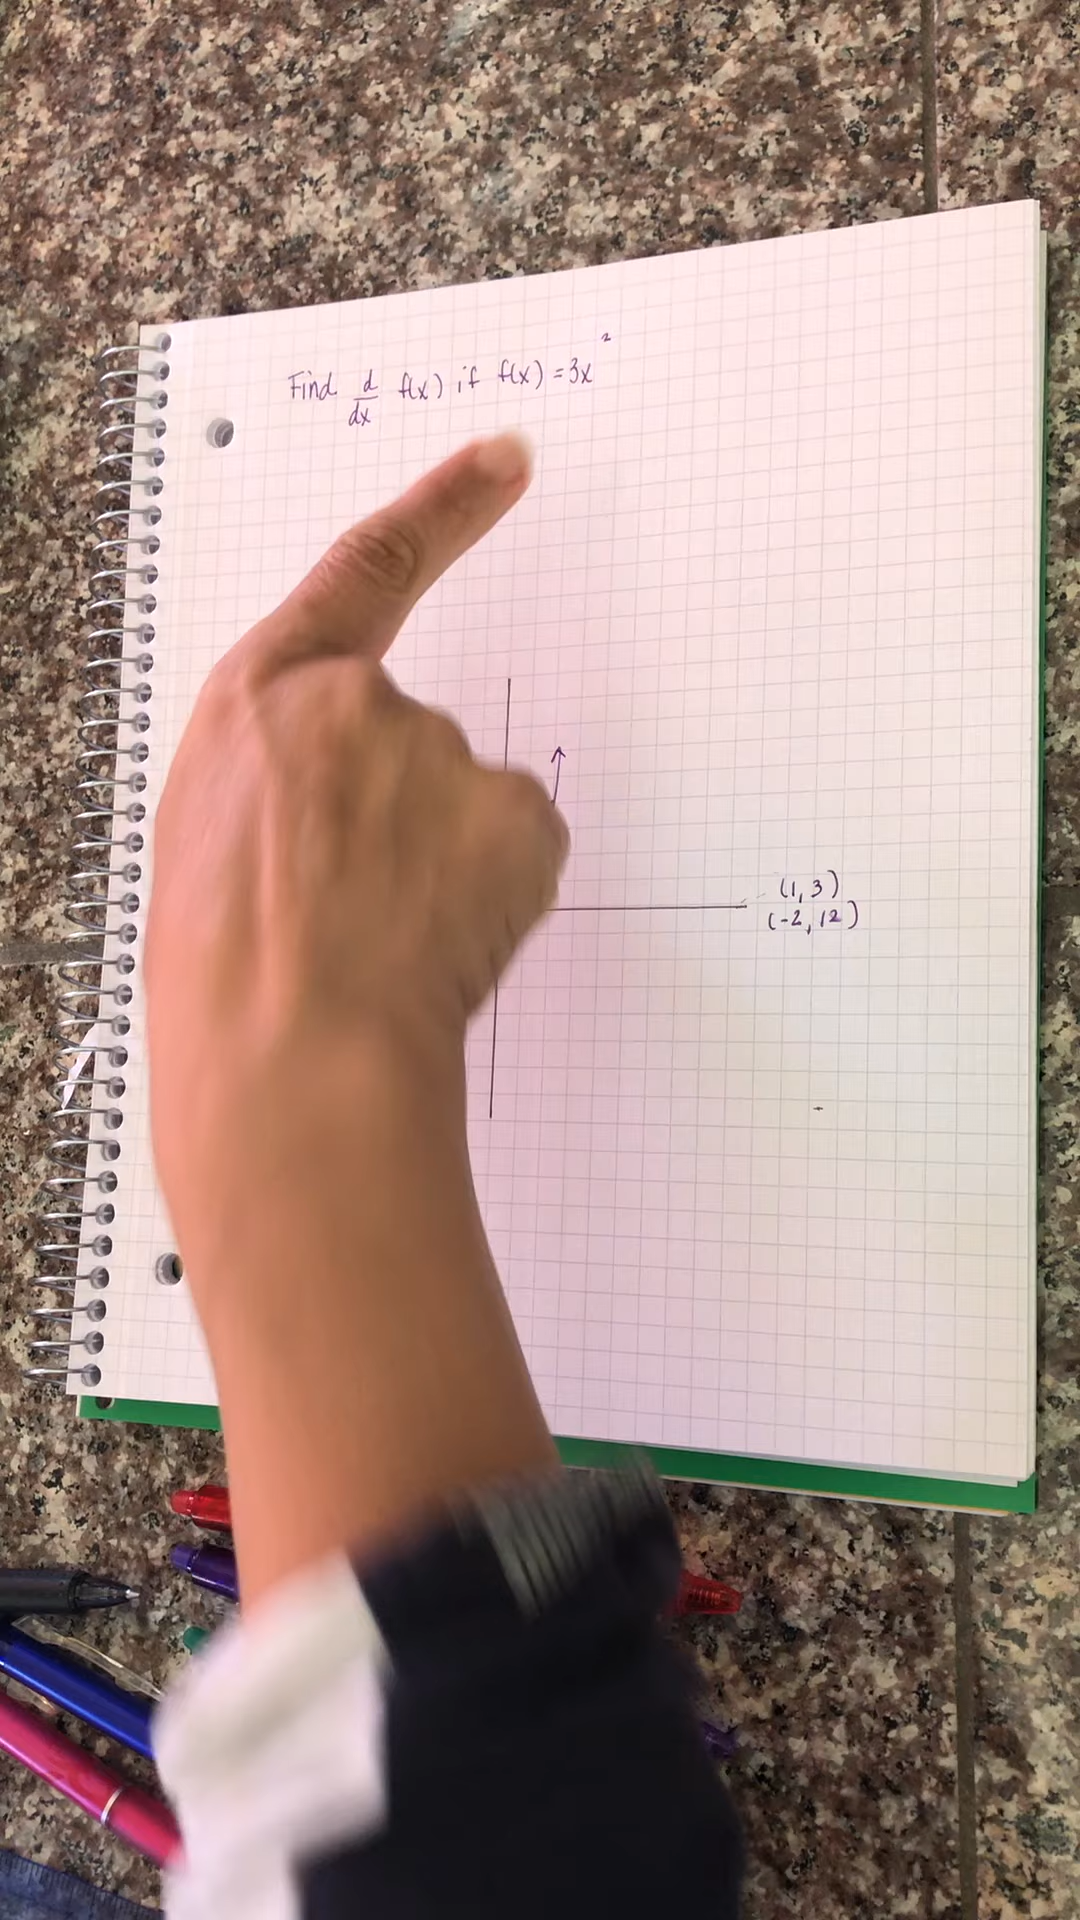 Find d/dx f(x) if f(x) = 3x²
(1, 3)
(-2, 12)